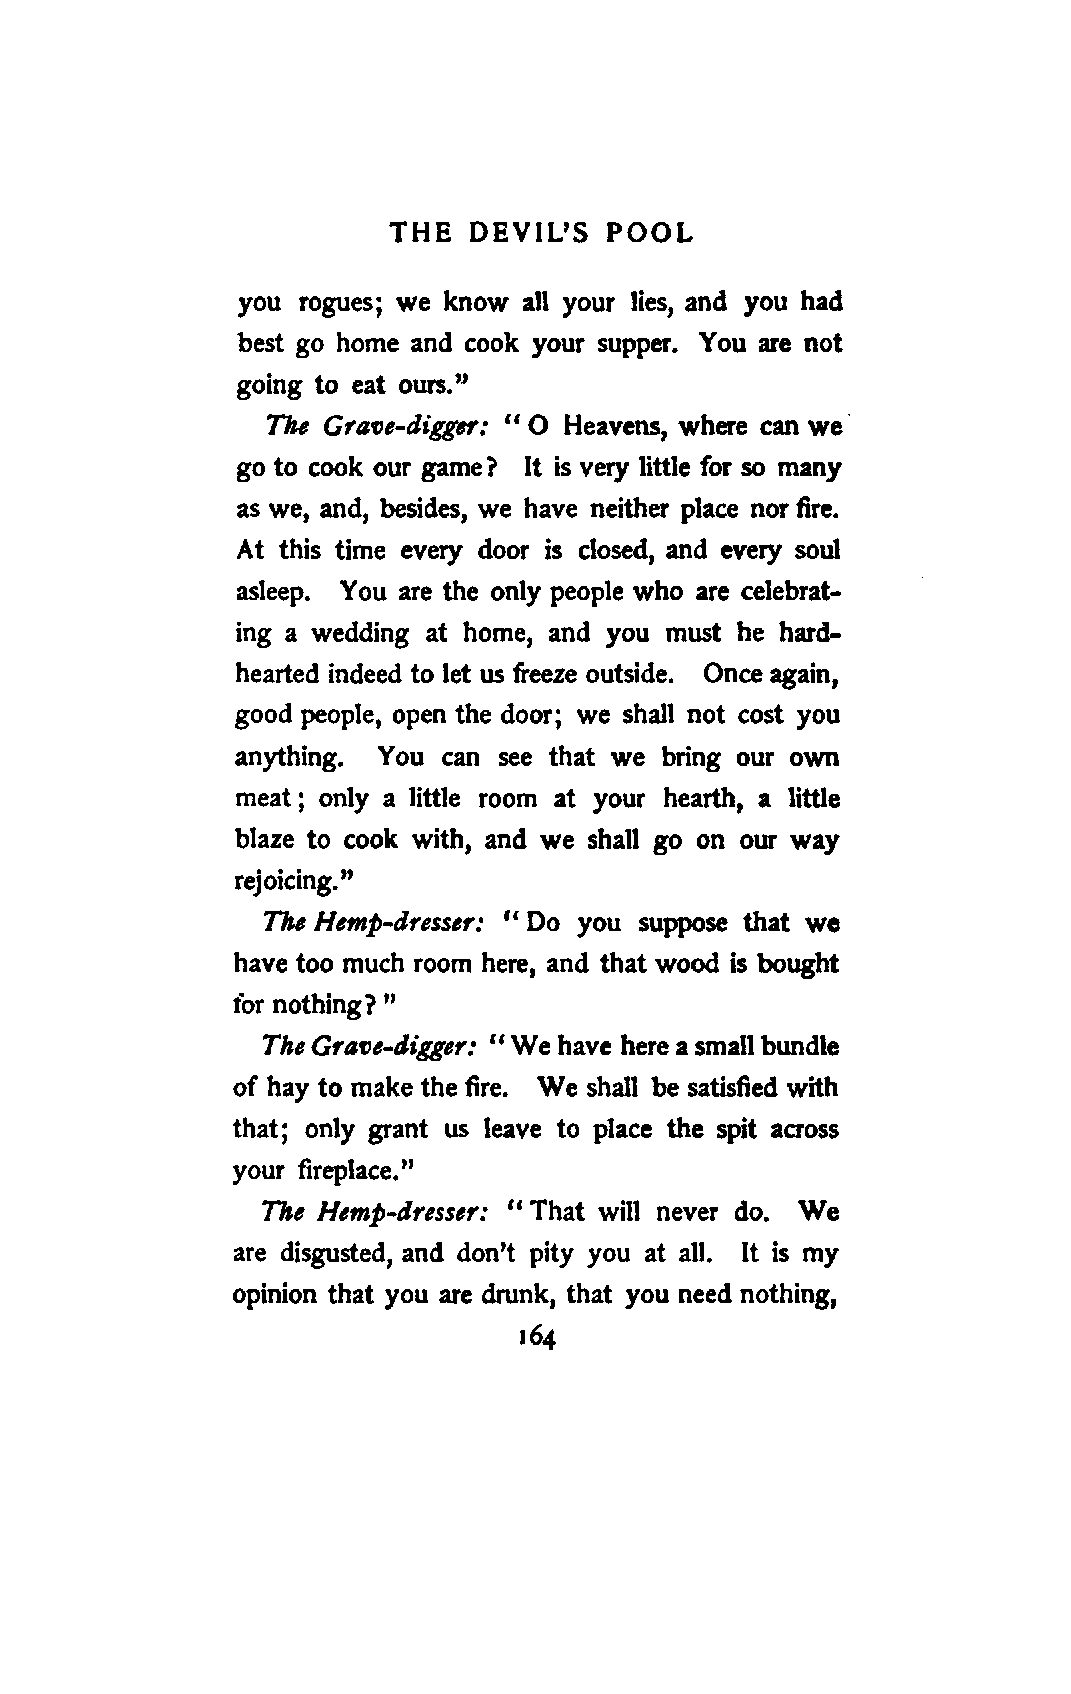 THE DEVIL'S POOL
you rogues; we know all your lies, and you had
best go home and cook your supper. You are not
going to eat ours."
The Grave-digger: "O Heavens, where can we
go to cook our game? It is very little for so many
as we, and, besides, we have neither place nor fire.
At this time every door is closed, and every soul
asleep. You are the only people who are celebrat-
ing a wedding at home, and you must he hard-
hearted indeed to let us freeze outside. Once again,
good people, open the door; we shall not cost you
anything. You can see that we bring our own
meat; only a little room at your hearth, a little
blaze to cook with, and we shall go on our way
rejoicing."
The Hemp-dresser: "Do you suppose that we
have too much room here, and that wood is bought
for nothing?"
The Grave-digger: "We have here a small bundle
of hay to make the fire. We shall be satisfied with
that; only grant us leave to place the spit across
your fireplace."
The Hemp-dresser: "That will never do. We
are disgusted, and don't pity you at all. It is my
opinion that you are drunk, that you need nothing,
164